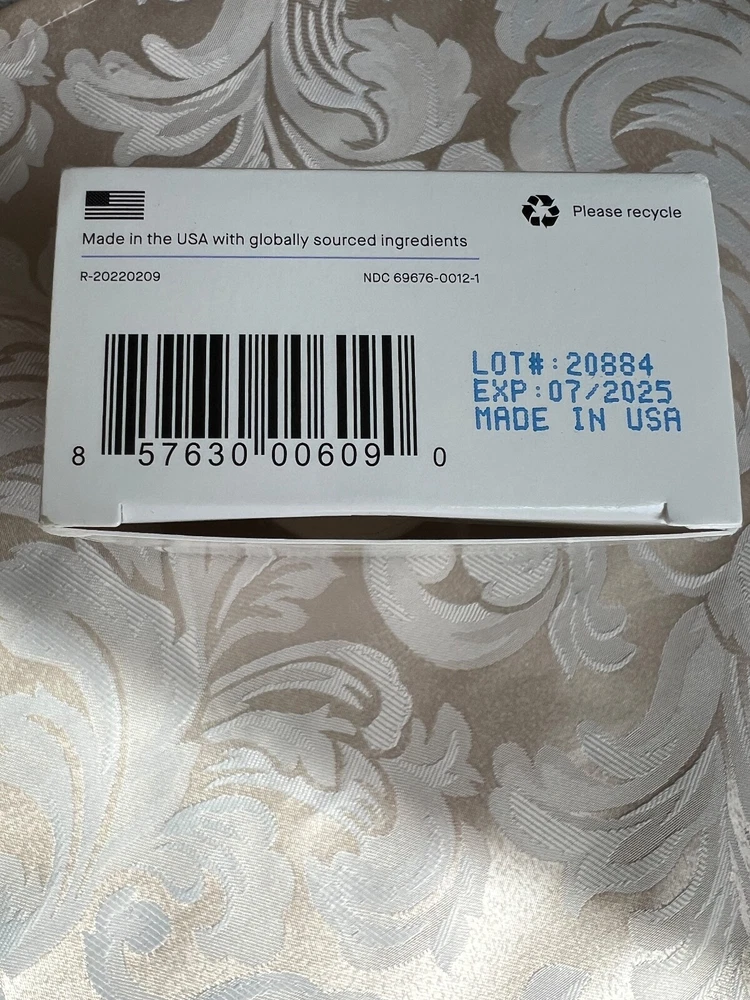 Please recycle
Made in the USA with globally sourced ingredients
R-20220209 NDC 69676-0012-1
LOT#:20884
EXP:07/2025
MADE IN USA
8 57630 00609 0